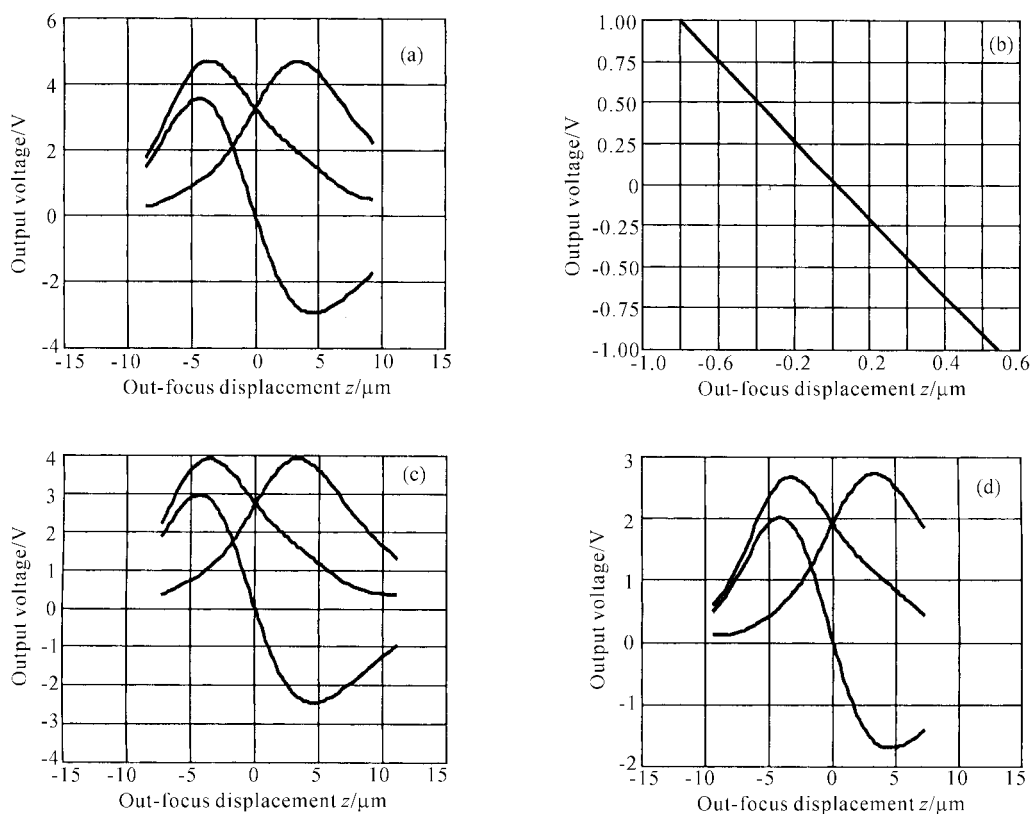 (a)
Output voltage/V
6
4
2
0
-2
-4
-15 -10 -5 0 5 10 15
Out-focus displacement z/μm
(b)
Output voltage/V
1.00
0.75
0.50
0.25
0
-0.25
-0.50
-0.75
-1.00
-1.0 -0.6 -0.2 0.2 0.4 0.6
Out-focus displacement z/μm
(c)
Output voltage/V
4
3
2
1
0
-1
-2
-3
-4
-15 -10 -5 0 5 10 15
Out-focus displacement z/μm
(d)
Output voltage/V
3
2
1
0
-1
-2
-15 -10 -5 0 5 10 15
Out-focus displacement z/μm